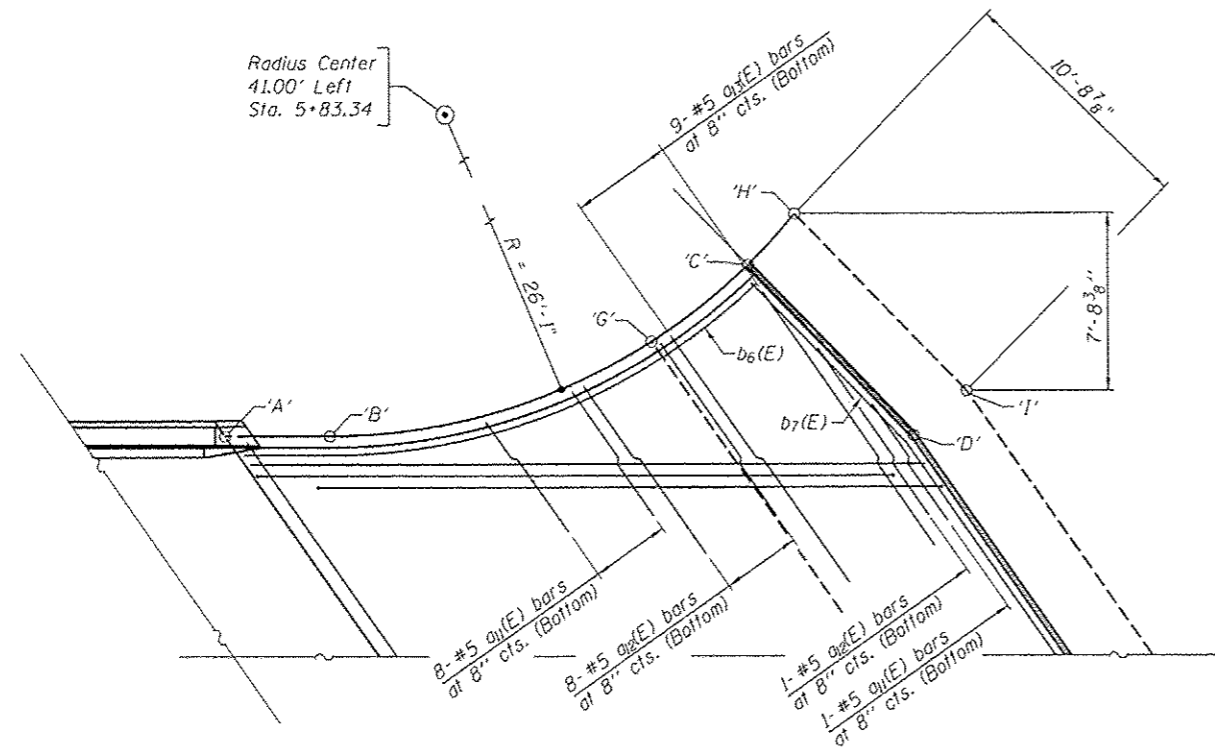 Radius Center
41.00' Left
Sta. 5+83.34
R = 26'-1"
9- #5 a13(E) bars
at 8" cts. (Bottom)
10'-8 7/8"
'H'
'C'
7'-8 3/8"
'G'
b6(E)
'I'
b7(E)
'A'
'B'
'D'
8- #5 a11(E) bars
at 8" cts. (Bottom)
8- #5 a12(E) bars
at 8" cts. (Bottom)
1- #5 a12(E) bars
at 8" cts. (Bottom)
1- #5 a11(E) bars
at 8" cts. (Bottom)